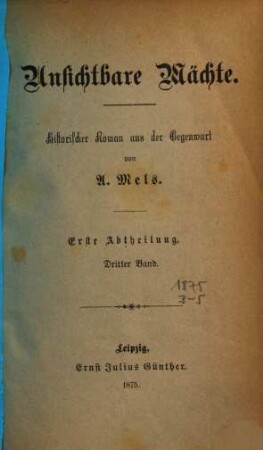 Unsichtbare Mächte.
Historischer Roman aus der Gegenwart
von
A. Mels.
Erste Abtheilung.
Dritter Band.
1875
3-5
Leipzig,
Ernst Julius Günther.
1875.